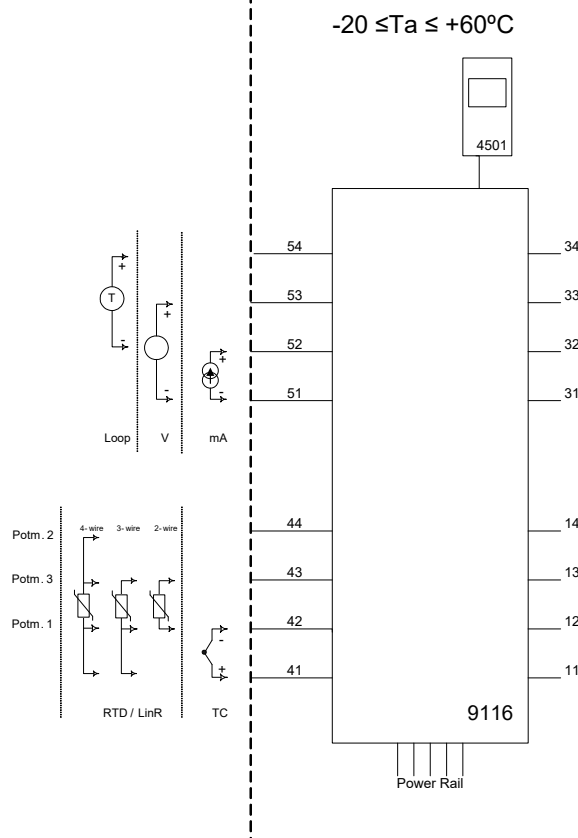 -20 ≤Ta ≤ +60ºC
4501
54 34
+
53 33
T
+
- 52 32
+
- - 51 31
Loop V mA
44 14
Potm. 2 4-wire 3-wire 2-wire
Potm. 3 43 13
Potm. 1 42 12
-
+ 41 11
RTD / LinR TC 9116
Power Rail